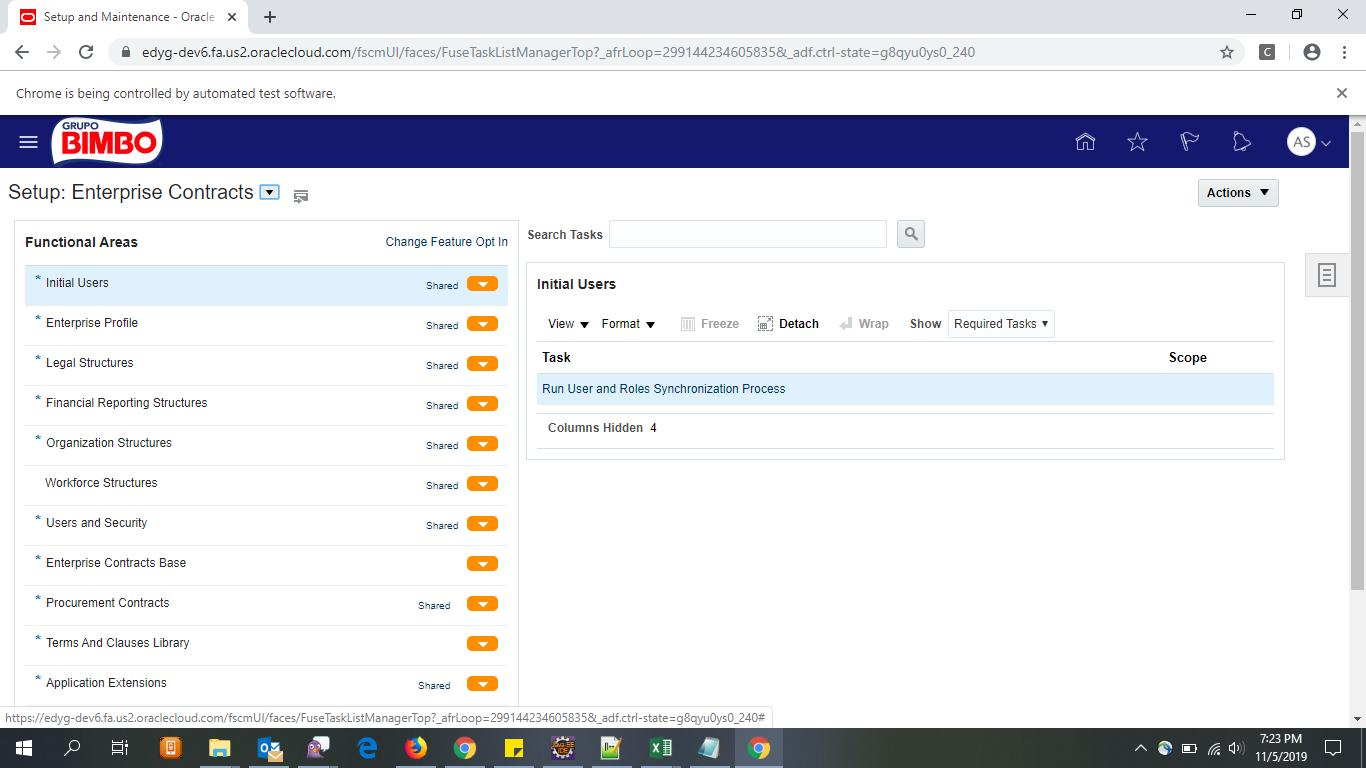 Setup and Maintenance - Oracle
edyg-dev6.fa.us2.oraclecloud.com/fscmUI/faces/FuseTaskListManagerTop?_afrLoop=299144234605835&_adf.ctrl-state=g8qyu0ys0_240
Chrome is being controlled by automated test software.
GRUPO
BIMBO
AS
Setup: Enterprise Contracts
Actions
Functional Areas
Change Feature Opt In
* Initial Users Shared
* Enterprise Profile Shared
* Legal Structures Shared
* Financial Reporting Structures Shared
* Organization Structures Shared
Workforce Structures Shared
* Users and Security Shared
* Enterprise Contracts Base
* Procurement Contracts Shared
* Terms And Clauses Library
* Application Extensions Shared
Search Tasks
Initial Users
View Format Freeze Detach Wrap Show Required Tasks
Task Scope
Run User and Roles Synchronization Process
Columns Hidden 4
https://edyg-dev6.fa.us2.oraclecloud.com/fscmUI/faces/FuseTaskListManagerTop?_afrLoop=299144234605835&_adf.ctrl-state=g8qyu0ys0_240#
7:23 PM
11/5/2019